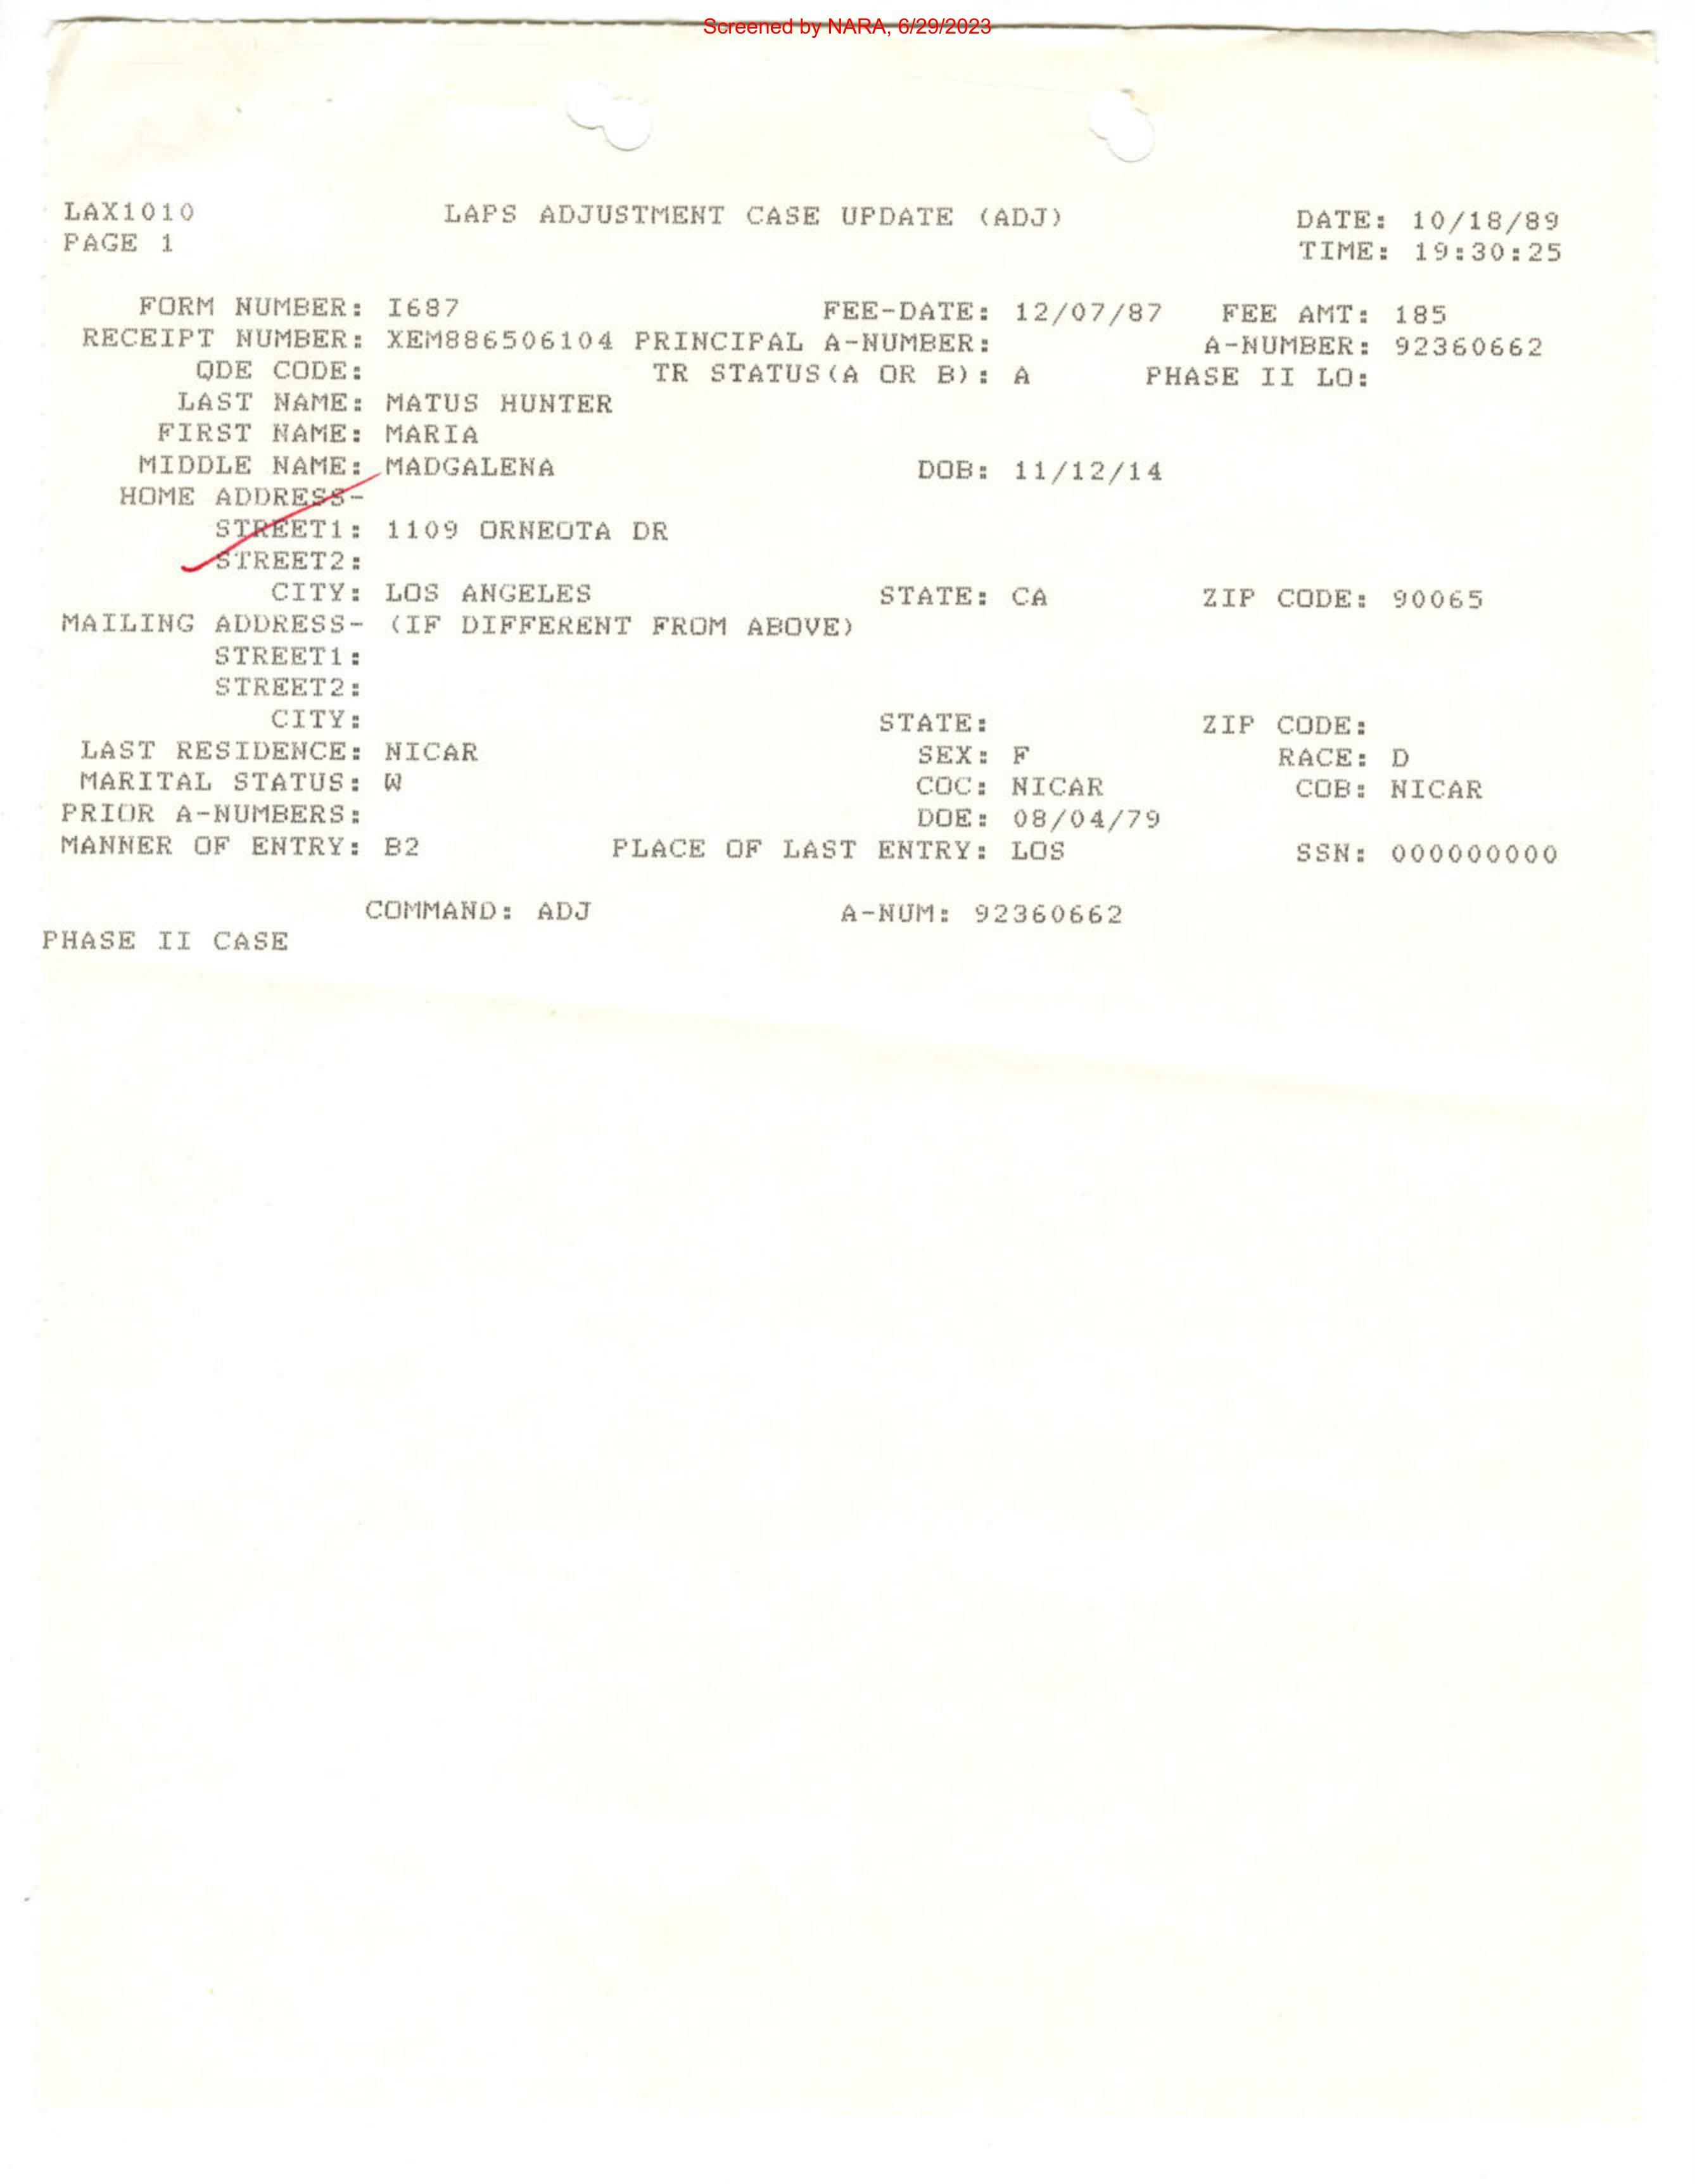 Screened by NARA, 6/29/2023
LAX1010 LAPS ADJUSTMENT CASE UPDATE (ADJ) DATE: 10/18/89
PAGE 1 TIME: 19:30:25
FORM NUMBER: I687 FEE-DATE: 12/07/87 FEE AMT: 185
RECEIPT NUMBER: XEM886506104 PRINCIPAL A-NUMBER: A-NUMBER: 92360662
QDE CODE: TR STATUS(A OR B): A PHASE II LO:
LAST NAME: MATUS HUNTER
FIRST NAME: MARIA
MIDDLE NAME: MADGALENA DOB: 11/12/14
HOME ADDRESS-
STREET1: 1109 ORNEOTA DR
STREET2:
CITY: LOS ANGELES STATE: CA ZIP CODE: 90065
MAILING ADDRESS- (IF DIFFERENT FROM ABOVE)
STREET1:
STREET2:
CITY: STATE: ZIP CODE:
LAST RESIDENCE: NICAR SEX: F RACE: D
MARITAL STATUS: W COC: NICAR COB: NICAR
PRIOR A-NUMBERS: DOE: 08/04/79
MANNER OF ENTRY: B2 PLACE OF LAST ENTRY: LOS SSN: 000000000
COMMAND: ADJ A-NUM: 92360662
PHASE II CASE